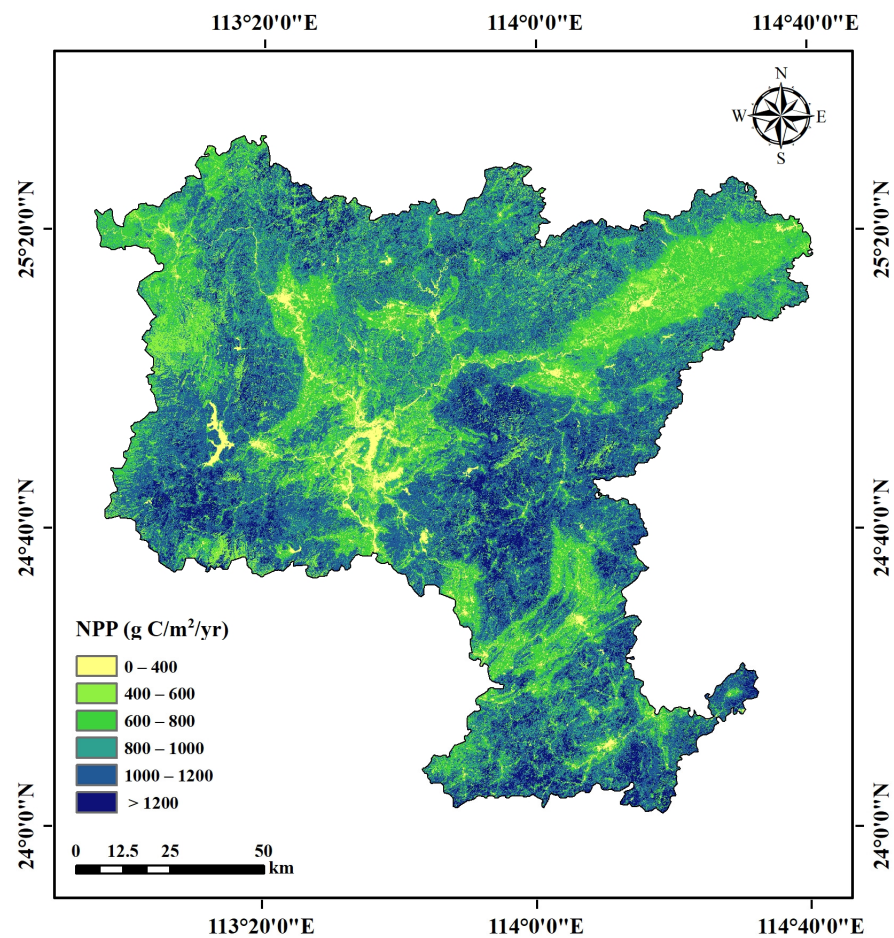 113°20'0"E 114°0'0"E 114°40'0"E
N
W E
S
25°20'0"N 25°20'0"N
24°40'0"N 24°40'0"N
NPP (g C/m²/yr)
0 – 400
400 – 600
600 – 800
800 – 1000
1000 – 1200
> 1200
24°0'0"N 24°0'0"N
0 12.5 25 50
km
113°20'0"E 114°0'0"E 114°40'0"E